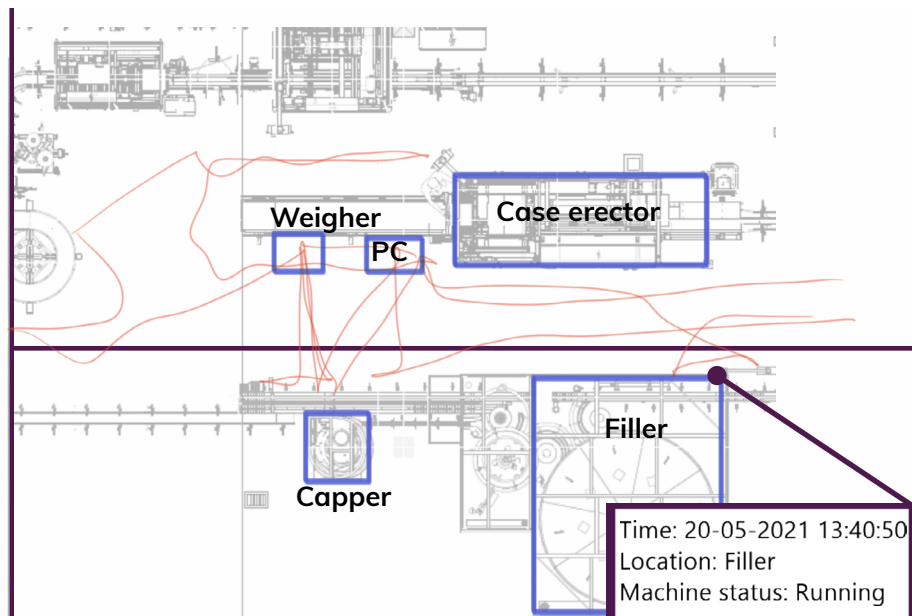 Weigher
Case erector
PC
Filler
Capper
Time: 20-05-2021 13:40:50
Location: Filler
Machine status: Running